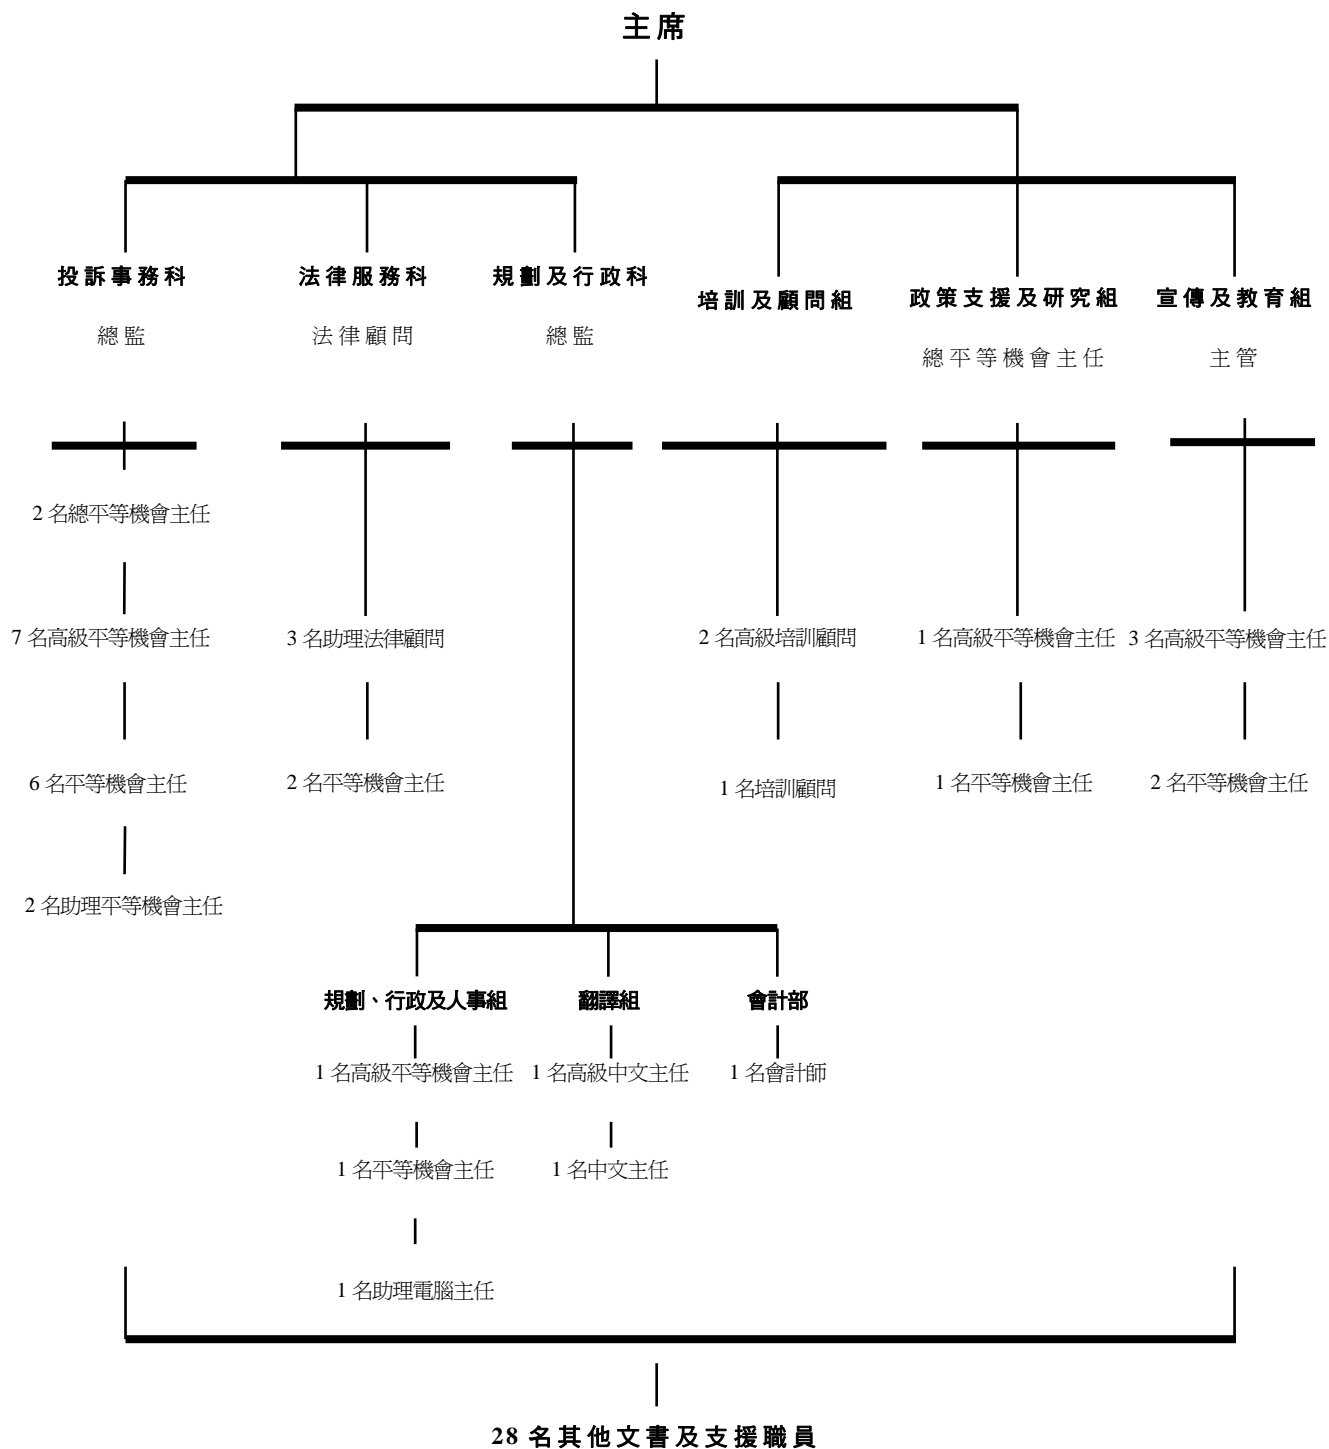 主席
投訴事務科
總監
法律服務科
法律顧問
規劃及行政科
總監
培訓及顧問組
政策支援及研究組
總平等機會主任
宣傳及教育組
主管
2 名總平等機會主任
7 名高級平等機會主任
3 名助理法律顧問
2 名高級培訓顧問
1 名高級平等機會主任
3 名高級平等機會主任
6 名平等機會主任
2 名平等機會主任
1 名培訓顧問
1 名平等機會主任
2 名平等機會主任
2 名助理平等機會主任
規劃、行政及人事組
翻譯組
會計部
1 名高級平等機會主任
1 名高級中文主任
1 名會計師
1 名平等機會主任
1 名中文主任
1 名助理電腦主任
28 名其他文書及支援職員